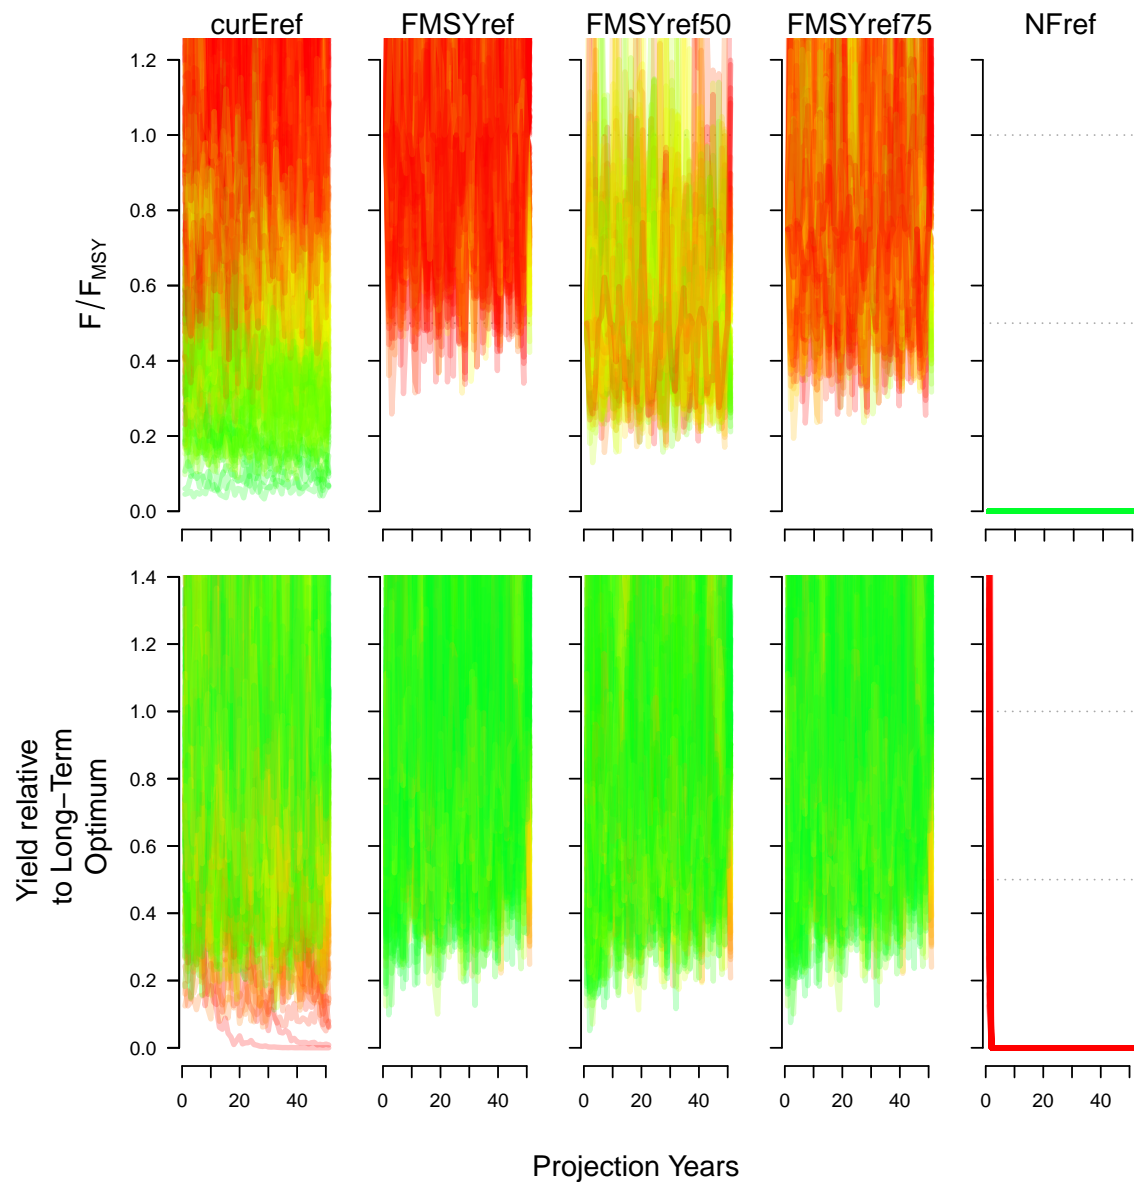 curEref FMSYref FMSYref50 FMSYref75 NFref
F/F_MSY
1.2
1.0
0.8
0.6
0.4
0.2
0.0
Yield relative
to Long−Term
Optimum
1.4
1.2
1.0
0.8
0.6
0.4
0.2
0.0
0 20 40 0 20 40 0 20 40 0 20 40 0 20 40
Projection Years